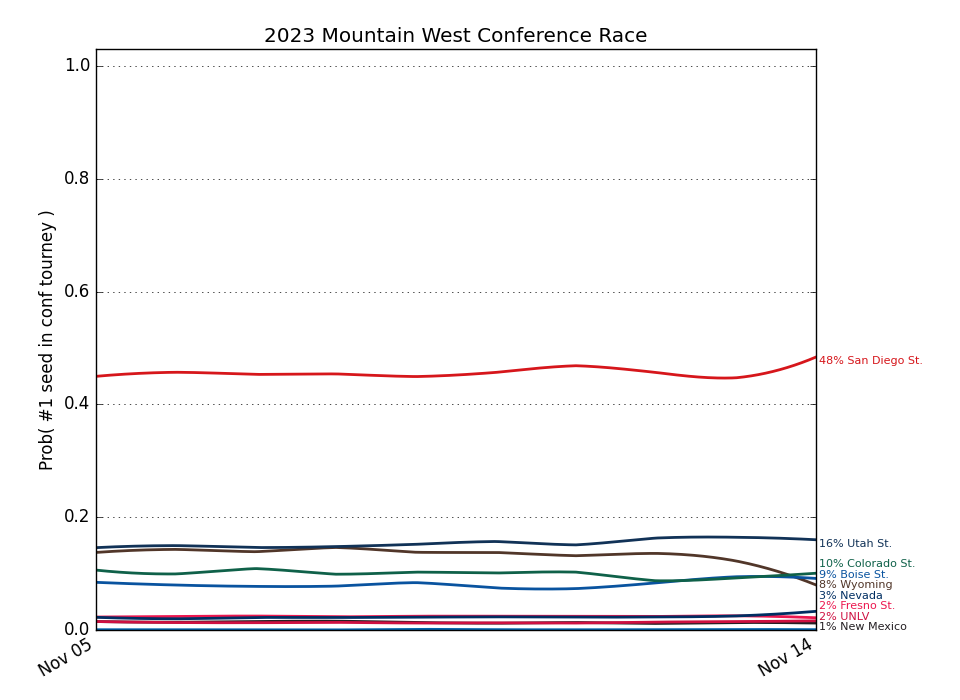 2023 Mountain West Conference Race
Prob( #1 seed in conf tourney )
1.0
0.8
0.6
0.4
0.2
0.0
Nov 05
Nov 14
48% San Diego St.
16% Utah St.
10% Colorado St.
9% Boise St.
8% Wyoming
3% Nevada
2% Fresno St.
2% UNLV
1% New Mexico